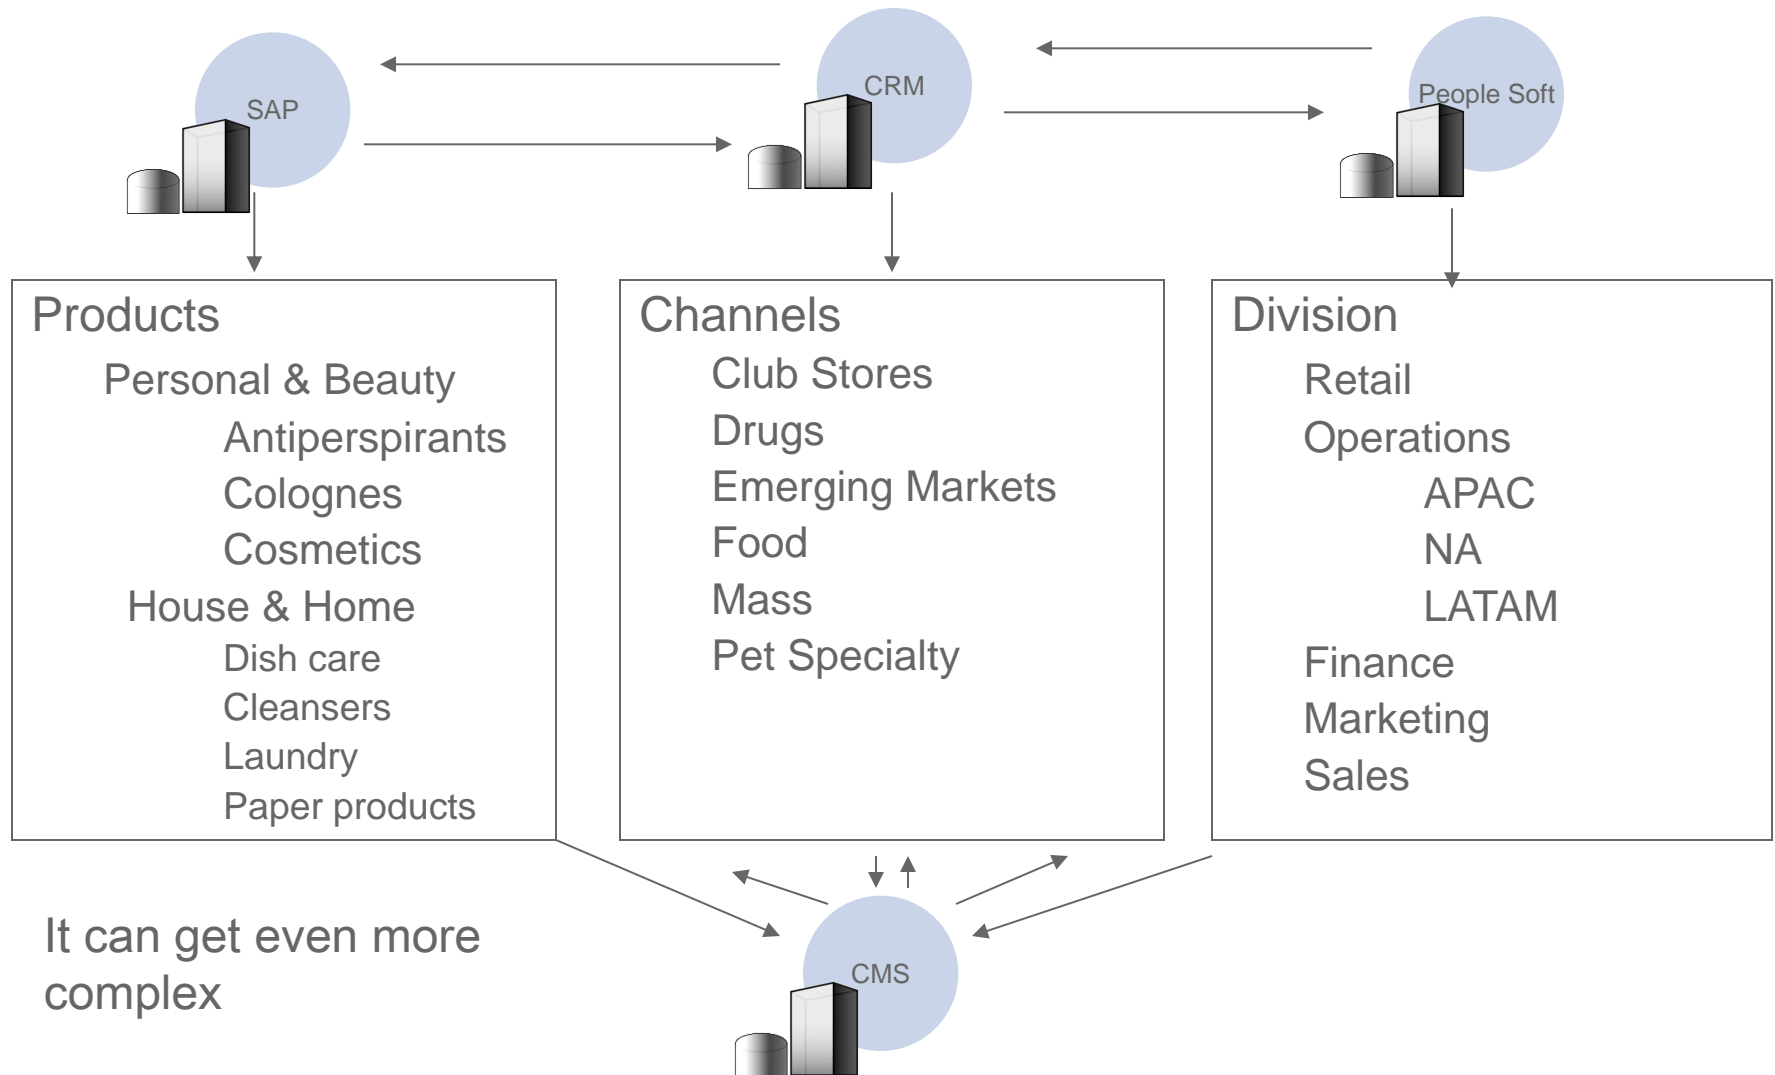 SAP
CRM
People Soft
Products
Personal & Beauty
Antiperspirants
Colognes
Cosmetics
House & Home
Dish care
Cleansers
Laundry
Paper products
Channels
Club Stores
Drugs
Emerging Markets
Food
Mass
Pet Specialty
Division
Retail
Operations
APAC
NA
LATAM
Finance
Marketing
Sales
It can get even more
complex
CMS